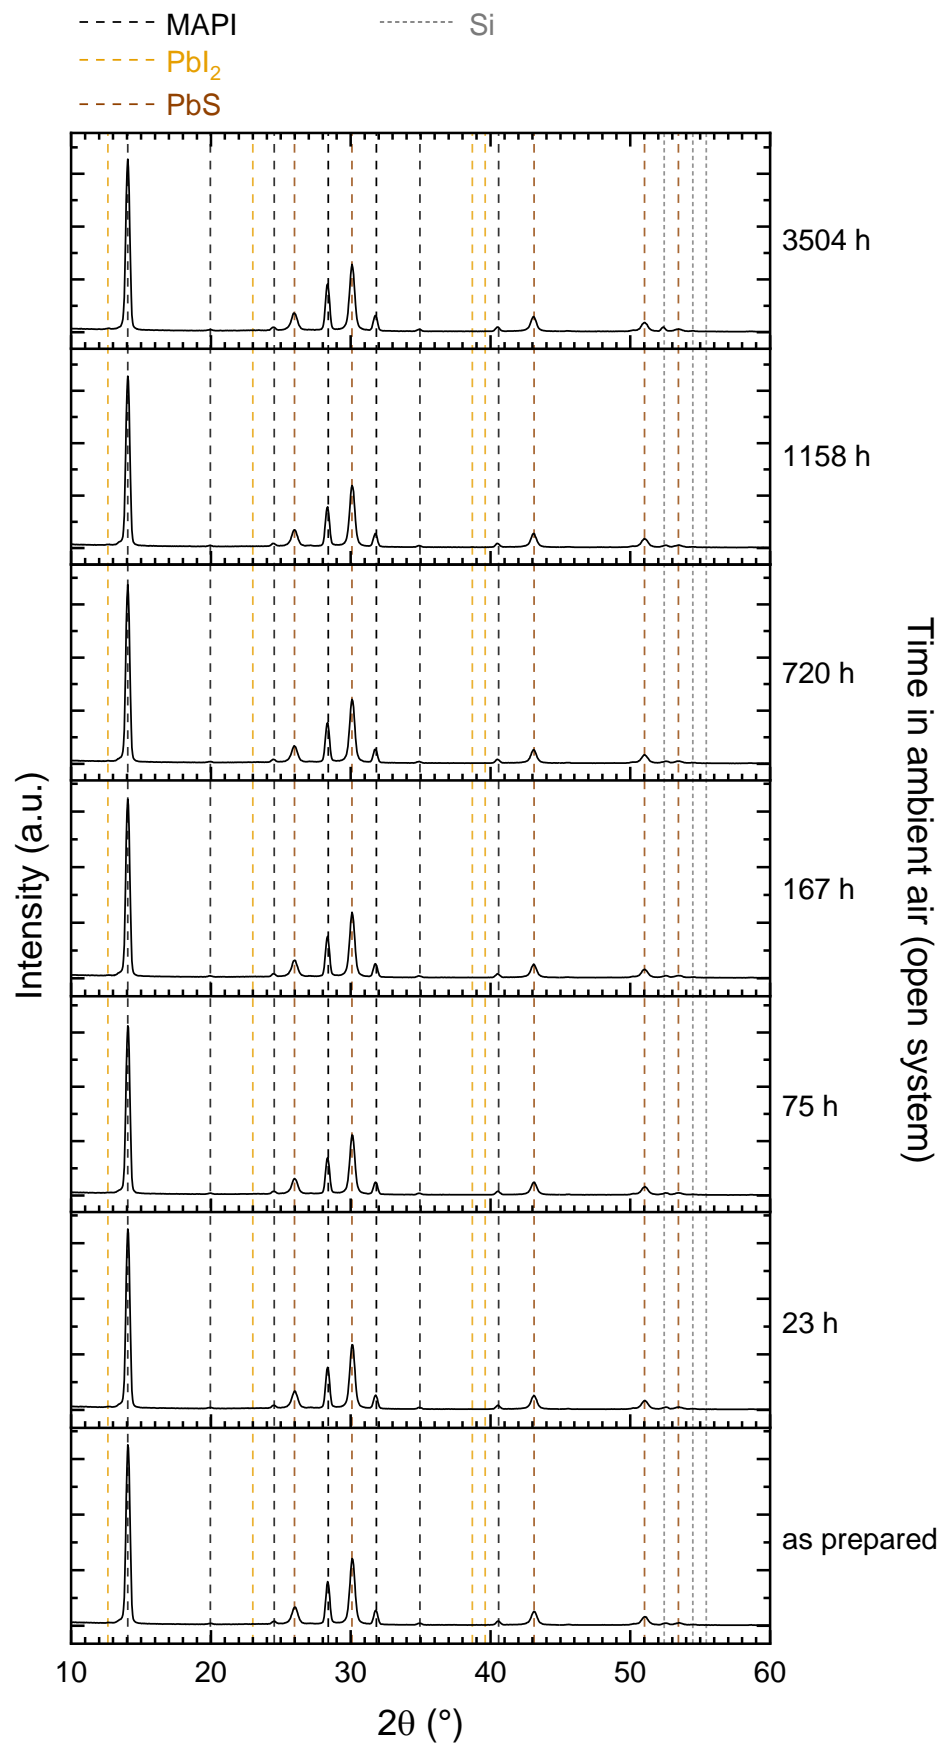 MAPI
Si
PbI₂
PbS
3504 h
1158 h
720 h
167 h
75 h
23 h
as prepared
Intensity (a.u.)
Time in ambient air (open system)
10 20 30 40 50 60
2θ (°)